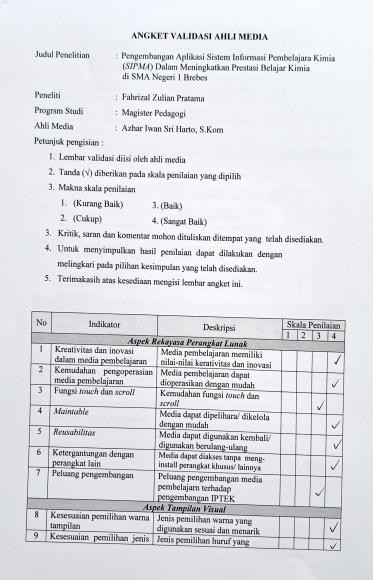 ANGKET VALIDASI AHLI MEDIA
Judul Penelitian : Pengembangan Aplikasi Sistem Informasi Pembelajara Kimia
(SIPMA) Dalam Meningkatkan Prestasi Belajar Kimia
di SMA Negeri 1 Brebes
Peneliti : Fahrizal Zulian Pratama
Progrsm Studi : Magister Pedagogi
Ahli Media : Azhar Iwan Sri Harto, S.Kom
Petunjuk pengisian :
1. Lembar validasi diisi oleh ahli media
2. Tanda (√) diberikan pada skala penilaian yang dipilih
3. Makna skala penilaian
1. (Kurang Baik) 3. (Baik)
2. (Cukup) 4. (Sangat Baik)
3. Kritik, saran dan komentar mohon dituliskan ditempat yang telah disediakan.
4. Untuk menyimpulkan hasil penilaian dapat dilakukan dengan
melingkari pada pilihan kesimpulan yang telah disediakan.
5. Terimakasih atas kesediaan mengisi lembar angket ini.
No Indikator Deskripsi Skala Penilaian
1 2 3 4
Aspek Rekayasa Perangkat Lunak
1 Kreativitas dan inovasi Media pembelajaran memiliki
dalam media pembelajaran nilai-nilai kerativitas dan inovasi √
2 Kemudahan pengoperasian Media pembelajaran dapat
media pembelajaran dioperasikan dengan mudah √
3 Fungsi touch dan scroll Kemudahan fungsi touch dan
scroll √
4 Maintable Media dapat dipelihara/ dikelola
dengan mudah √
5 Reusabilitas Media dapat digunakan kembali/
digunakan berulang-ulang √
6 Ketergantungan dengan Media dapat diakses tanpa meng-
perangkat lain install perangkat khusus/ lainnya √
7 Peluang pengembangan Peluang pengembangan media
pembelajarn terhadap
pengembangan IPTEK √
Aspek Tampilan Visual
8 Kesesuaian pemilihan warna Jenis pemilihan warna yang
tampilan digunakan sesuai dan menarik √
9 Kesesuaian pemilihan jenis Jenis pemilihan huruf yang √